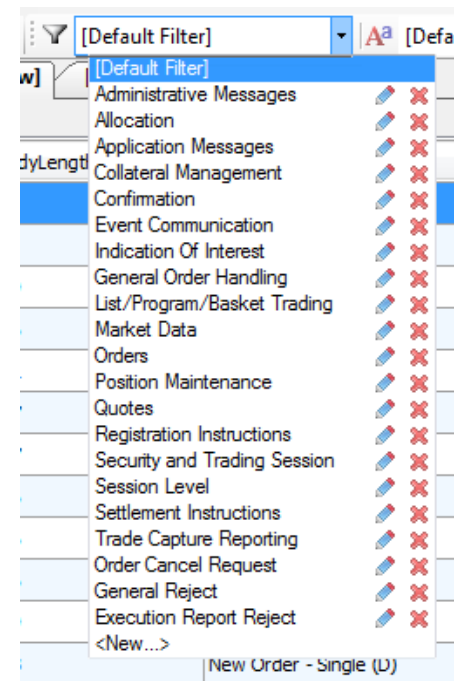 [Default Filter] Aa [Defa
[Default Filter]
w]
Administrative Messages
Allocation
Application Messages
dyLengt
Collateral Management
Confirmation
Event Communication
Indication Of Interest
General Order Handling
List/Program/Basket Trading
Market Data
Orders
Position Maintenance
Quotes
Registration Instructions
Security and Trading Session
Session Level
Settlement Instructions
Trade Capture Reporting
Order Cancel Request
General Reject
Execution Report Reject
<New...>
New Order - Single (D)